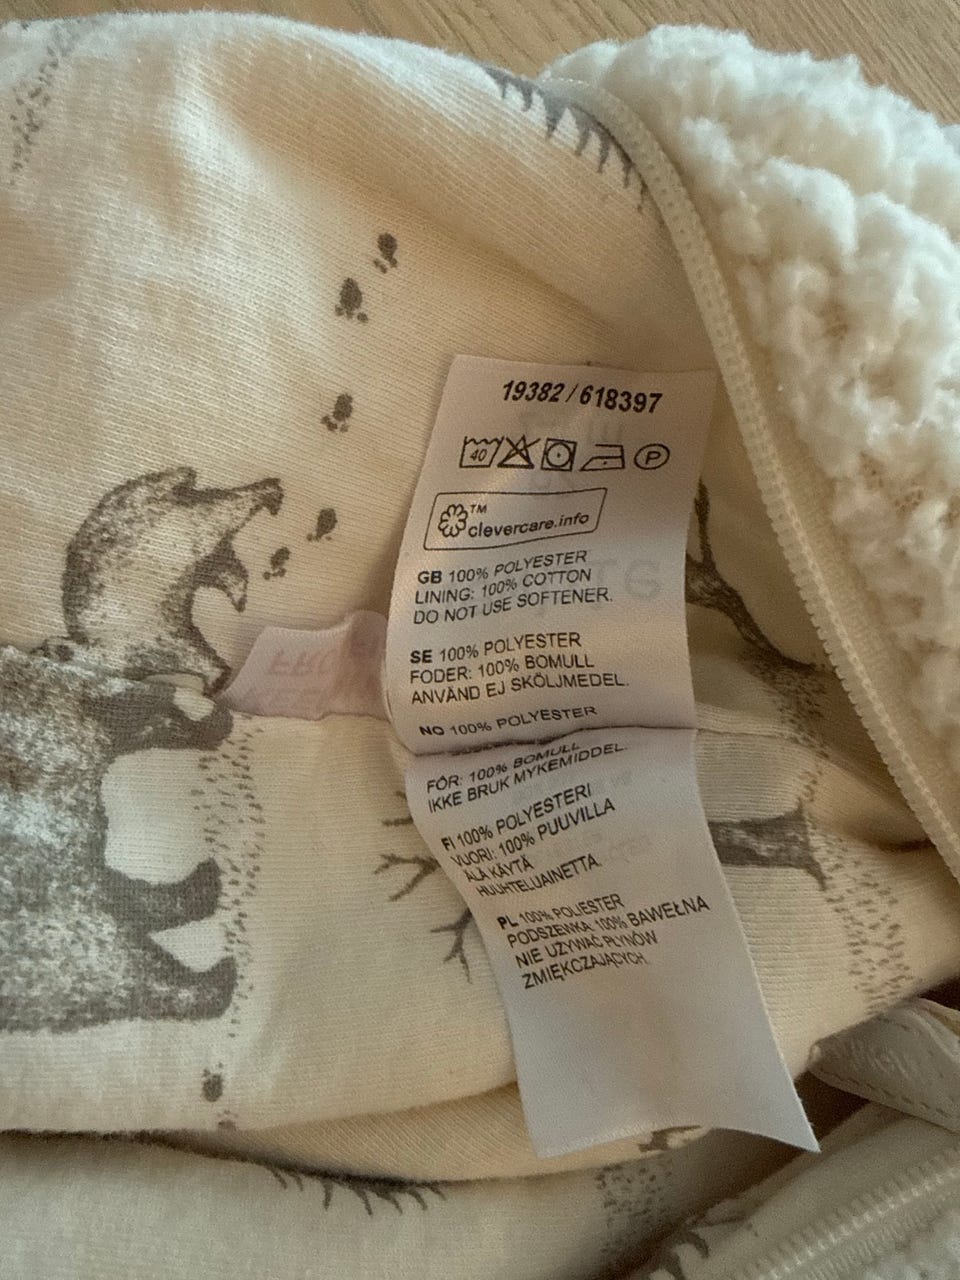 19382 / 618397
40 P
TM
clevercare.info
GB 100% POLYESTER
LINING: 100% COTTON
DO NOT USE SOFTENER.
SE 100% POLYESTER
FODER: 100% BOMULL
ANVÄND EJ SKÖLJMEDEL.
NO 100% POLYESTER
FÓR: 100% BOMULL
IKKE BRUK MYKEMIDDEL.
FI 100% POLYESTERI
VUORI: 100% PUUVILLA
ÄLÄ KÄYTÄ
HUUHTELUAINETTA.
PL 100% POLIESTER
PODSZEWKA: 100% BAWEŁNA
NIE UŻYWAĆ PŁYNÓW
ZMIĘKCZAJĄCYCH.